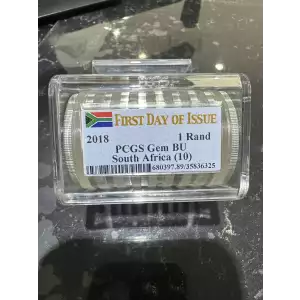 FIRST DAY OF ISSUE
2018 1 Rand
PCGS Gem BU
South Africa (10)
680397.89/35836325